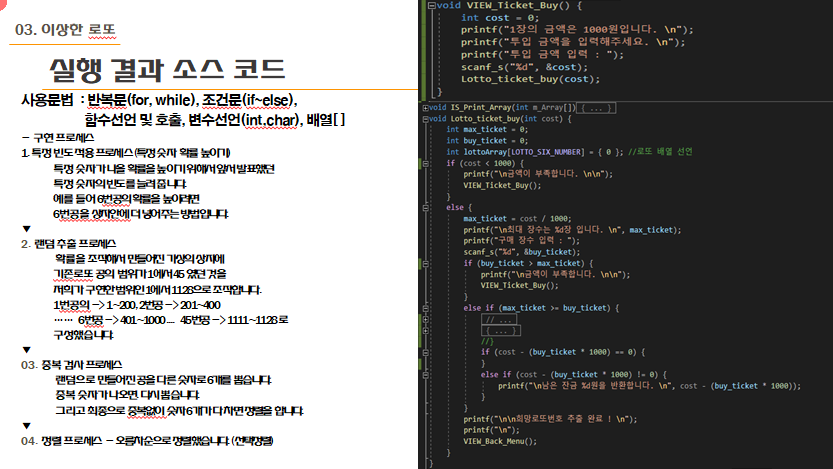 03. 이상한 로또
실행 결과 소스 코드
사용문법 : 반복문(for, while), 조건문(if~else),
함수선언 및 호출, 변수선언(int,char), 배열[ ]
- 구현 프로세스
1. 특정 빈도 적용 프로세스 (특정 숫자 확률 높이기)
특정 숫자가 나올 확률을 높이기 위해서 앞서 발표했던
특정 숫자의 빈도를 늘려 줍니다.
예를 들어 6번공의 확률을 높이려면
6번공을 상자안에 더 넣어주는 방법입니다.
▼
2. 랜덤 추출 프로세스
확률을 조작해서 만들어진 가상의 상자에
기존로또 공의 범위가 1에서 45 였던 것을
저희가 구현한 범위인 1에서 1128으로 조작합니다.
1번공의 -> 1~200, 2번공 -> 201~400
…… 6번공 -> 401~1000 .... 45번공 -> 1111~1128 로
구성했습니다.
▼
03. 중복 검사 프로세스
랜덤으로 만들어진 공을 다른 숫자로 6개를 뽑습니다.
중복 숫자가 나오면 다시 뽑습니다.
그리고 최종으로 중복없이 숫자 6개가 다 차면 정렬을 합니다.
▼
04. 정렬 프로세스 - 오름차순으로 정렬했습니다. (선택정렬)
void VIEW_Ticket_Buy() {
int cost = 0;
printf("1장의 금액은 1000원입니다. \n");
printf("투입 금액을 입력해주세요. \n");
printf("투입 금액 입력 : ");
scanf_s("%d", &cost);
Lotto_ticket_buy(cost);
}
void IS_Print_Array(int m_Array[]) { ... }
void Lotto_ticket_buy(int cost) {
int max_ticket = 0;
int buy_ticket = 0;
int lottoArray[LOTTO_SIX_NUMBER] = { 0 }; //로또 배열 선언
if (cost < 1000) {
printf("\n금액이 부족합니다. \n\n");
VIEW_Ticket_Buy();
}
else {
max_ticket = cost / 1000;
printf("\n최대 장수는 %d장 입니다. \n", max_ticket);
printf("구매 장수 입력 : ");
scanf_s("%d", &buy_ticket);
if (buy_ticket > max_ticket) {
printf("\n금액이 부족합니다. \n\n");
VIEW_Ticket_Buy();
}
else if (max_ticket >= buy_ticket) {
// ...
{ ... }
//}
if (cost - (buy_ticket * 1000) == 0) {
}
else if (cost - (buy_ticket * 1000) != 0) {
printf("\n남은 잔금 %d원을 반환합니다. \n", cost - (buy_ticket * 1000));
}
}
printf("\n\n희망로또번호 추출 완료 ! \n");
printf("\n");
VIEW_Back_Menu();
}
}